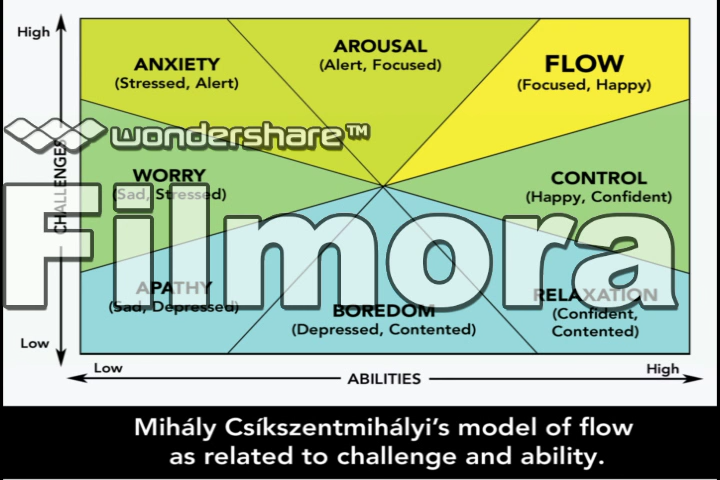 High
ANXIETY
(Stressed, Alert)
AROUSAL
(Alert, Focused)
FLOW
(Focused, Happy)
wondershare™
CHALLENGES
WORRY
(Sad, Stressed)
CONTROL
(Happy, Confident)
Filmora
APATHY
(Sad, Depressed)
BOREDOM
(Depressed, Contented)
RELAXATION
(Confident,
Contented)
Low
Low
ABILITIES
High
Mihály Csíkszentmihályi’s model of flow
as related to challenge and ability.